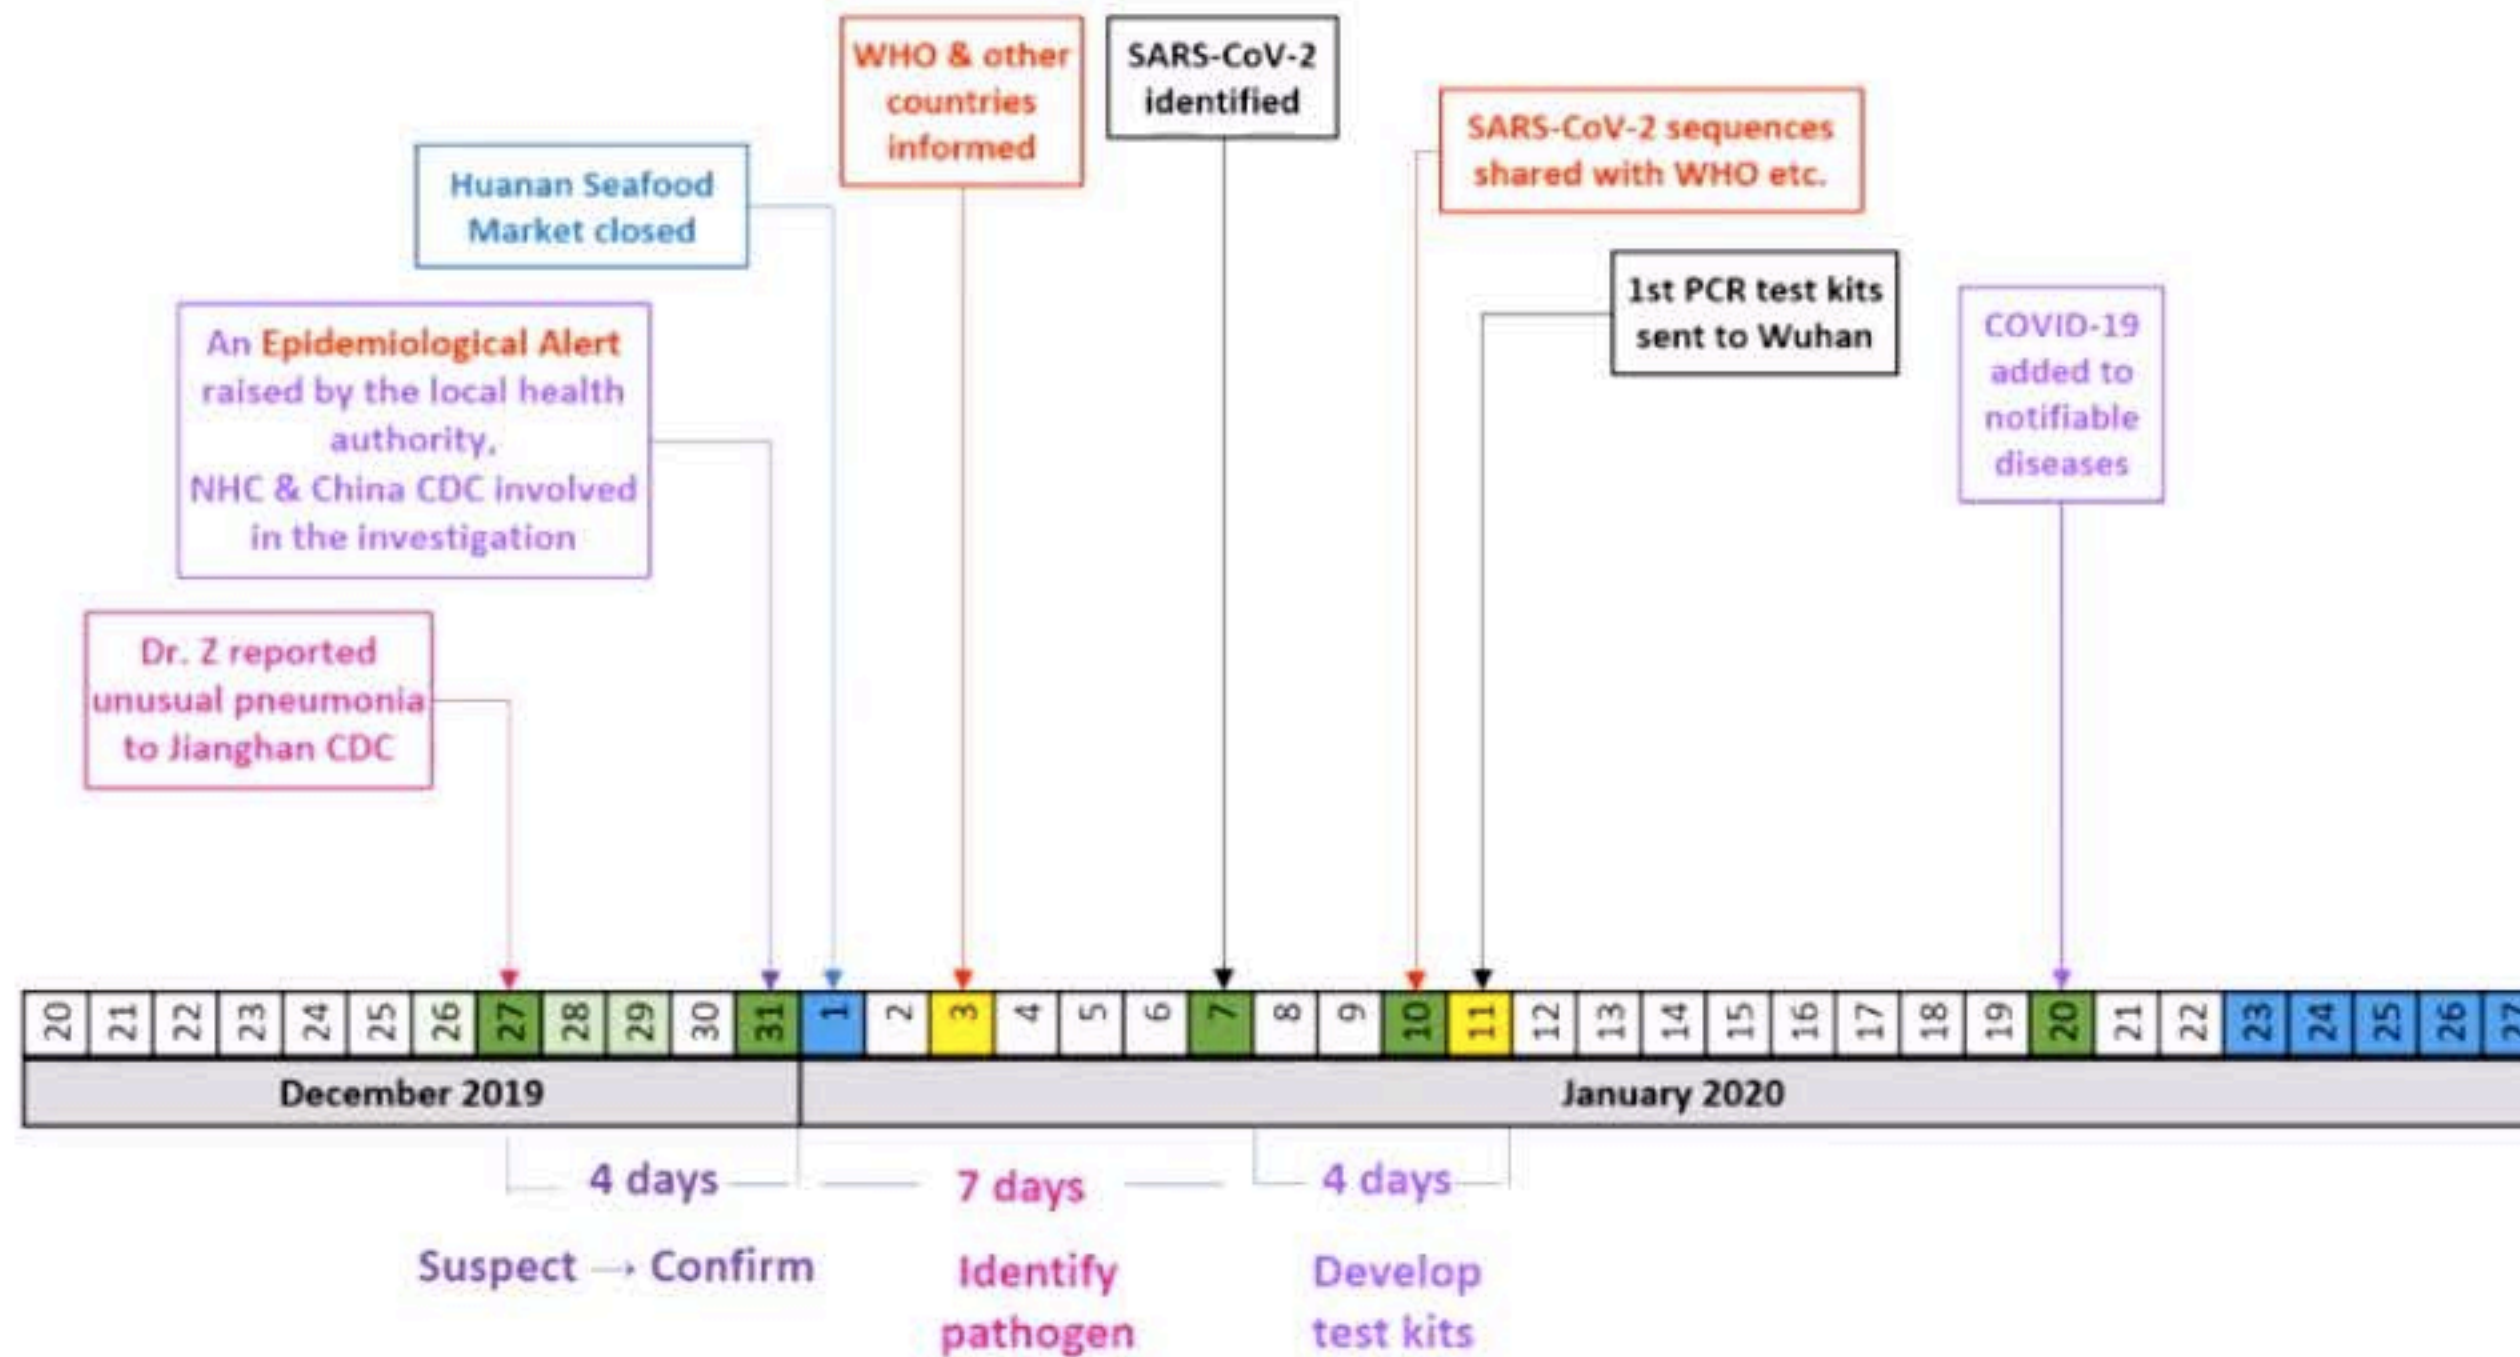 WHO & other
countries
informed
SARS-CoV-2
identified
SARS-CoV-2 sequences
shared with WHO etc.
Huanan Seafood
Market closed
1st PCR test kits
sent to Wuhan
An Epidemiological Alert
raised by the local health
authority,
NHC & China CDC involved
in the investigation
COVID-19
added to
notifiable
diseases
Dr. Z reported
unusual pneumonia
to Jianghan CDC
20 21 22 23 24 25 26 27 28 29 30 31 1 2 3 4 5 6 7 8 9 10 11 12 13 14 15 16 17 18 19 20 21 22 23 24 25 26 27
December 2019 January 2020
4 days 7 days 4 days
Suspect → Confirm
Identify
pathogen
Develop
test kits